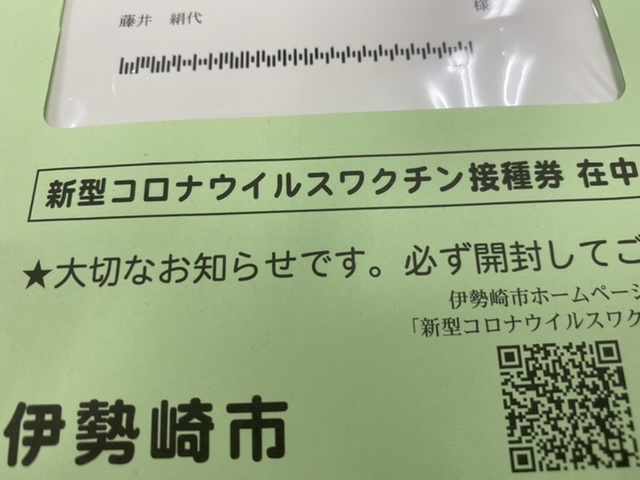 藤井 絹代 様
新型コロナウイルスワクチン接種券 在中
★大切なお知らせです。必ず開封してご
伊勢崎市ホームページ
「新型コロナウイルスワク
伊勢崎市